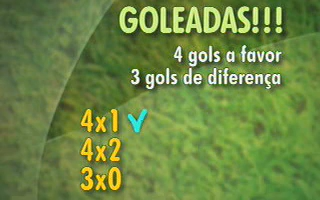 GOLEADAS!!!
4 gols a favor
3 gols de diferença
4x1
4x2
3x0